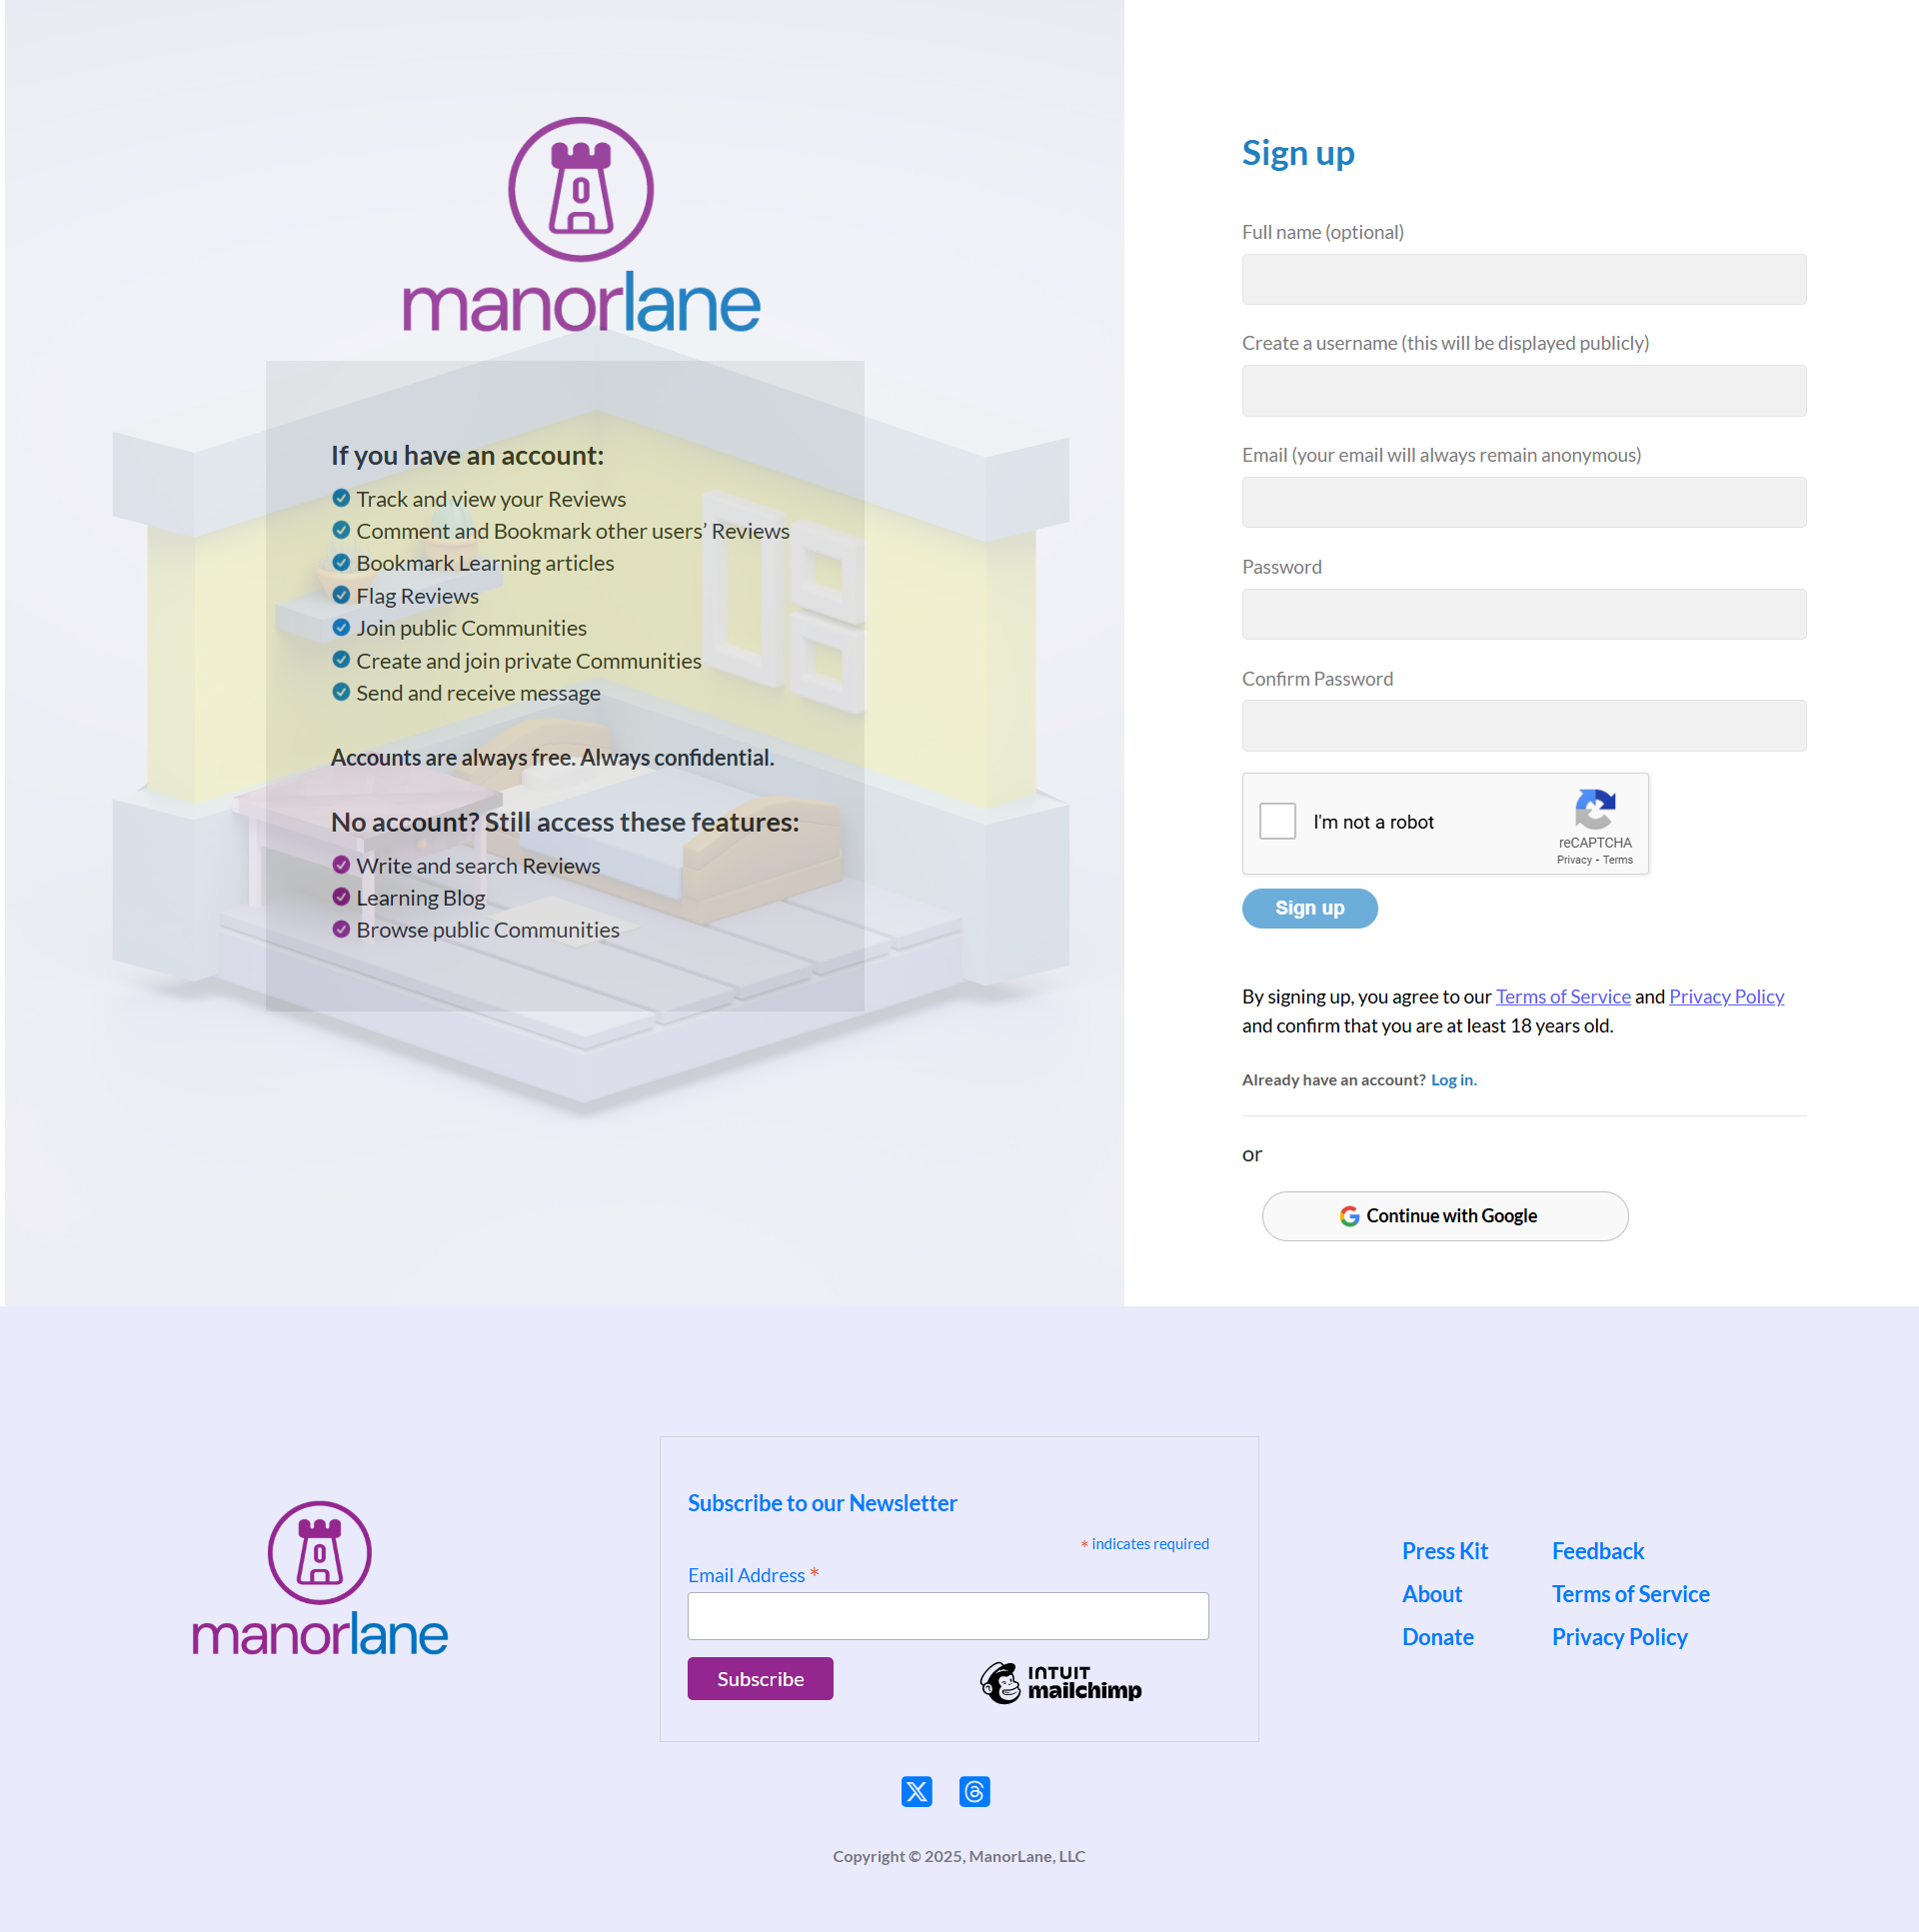 manorlane
If you have an account:
Track and view your Reviews
Comment and Bookmark other users’ Reviews
Bookmark Learning articles
Flag Reviews
Join public Communities
Create and join private Communities
Send and receive message
Accounts are always free. Always confidential.
No account? Still access these features:
Write and search Reviews
Learning Blog
Browse public Communities
Sign up
Full name (optional)
Create a username (this will be displayed publicly)
Email (your email will always remain anonymous)
Password
Confirm Password
I'm not a robot
reCAPTCHA
Privacy - Terms
Sign up
By signing up, you agree to our Terms of Service and Privacy Policy
and confirm that you are at least 18 years old.
Already have an account? Log in.
or
Continue with Google
manorlane
Subscribe to our Newsletter
* indicates required
Email Address *
Subscribe
INTUIT
mailchimp
Press Kit
About
Donate
Feedback
Terms of Service
Privacy Policy
Copyright © 2025, ManorLane, LLC